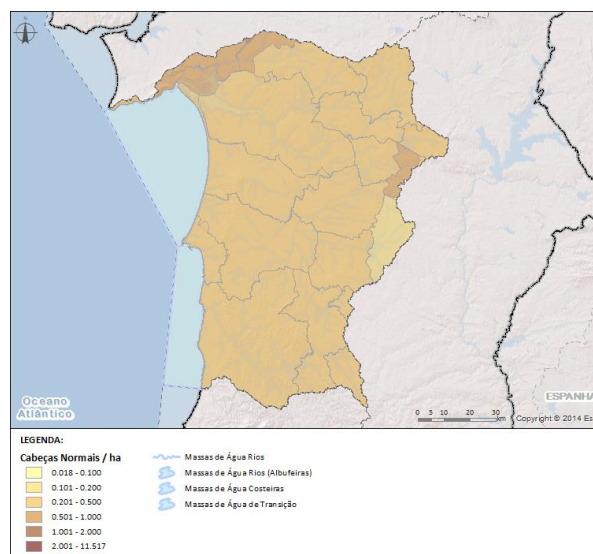 Oceano
Atlântico
ESPANHA
0 5 10 20 30
km
Copyright © 2014 Es
LEGENDA:
Cabeças Normais / ha
0.018 - 0.100
0.101 - 0.200
0.201 - 0.500
0.501 - 1.000
1.001 - 2.000
2.001 - 11.517
Massas de Água Rios
Massas de Água Rios (Albufeiras)
Massas de Água Costeiras
Massas de Água de Transição